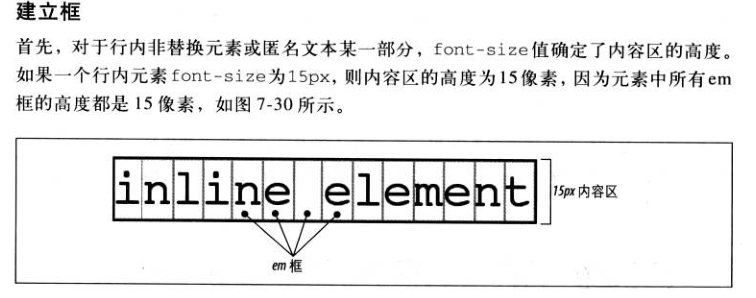 建立框
首先，对于行内非替换元素或匿名文本某一部分，font-size值确定了内容区的高度。
如果一个行内元素font-size为15px，则内容区的高度为15像素，因为元素中所有em
框的高度都是 15 像素，如图 7-30 所示。
inline element
15px 内容区
em 框